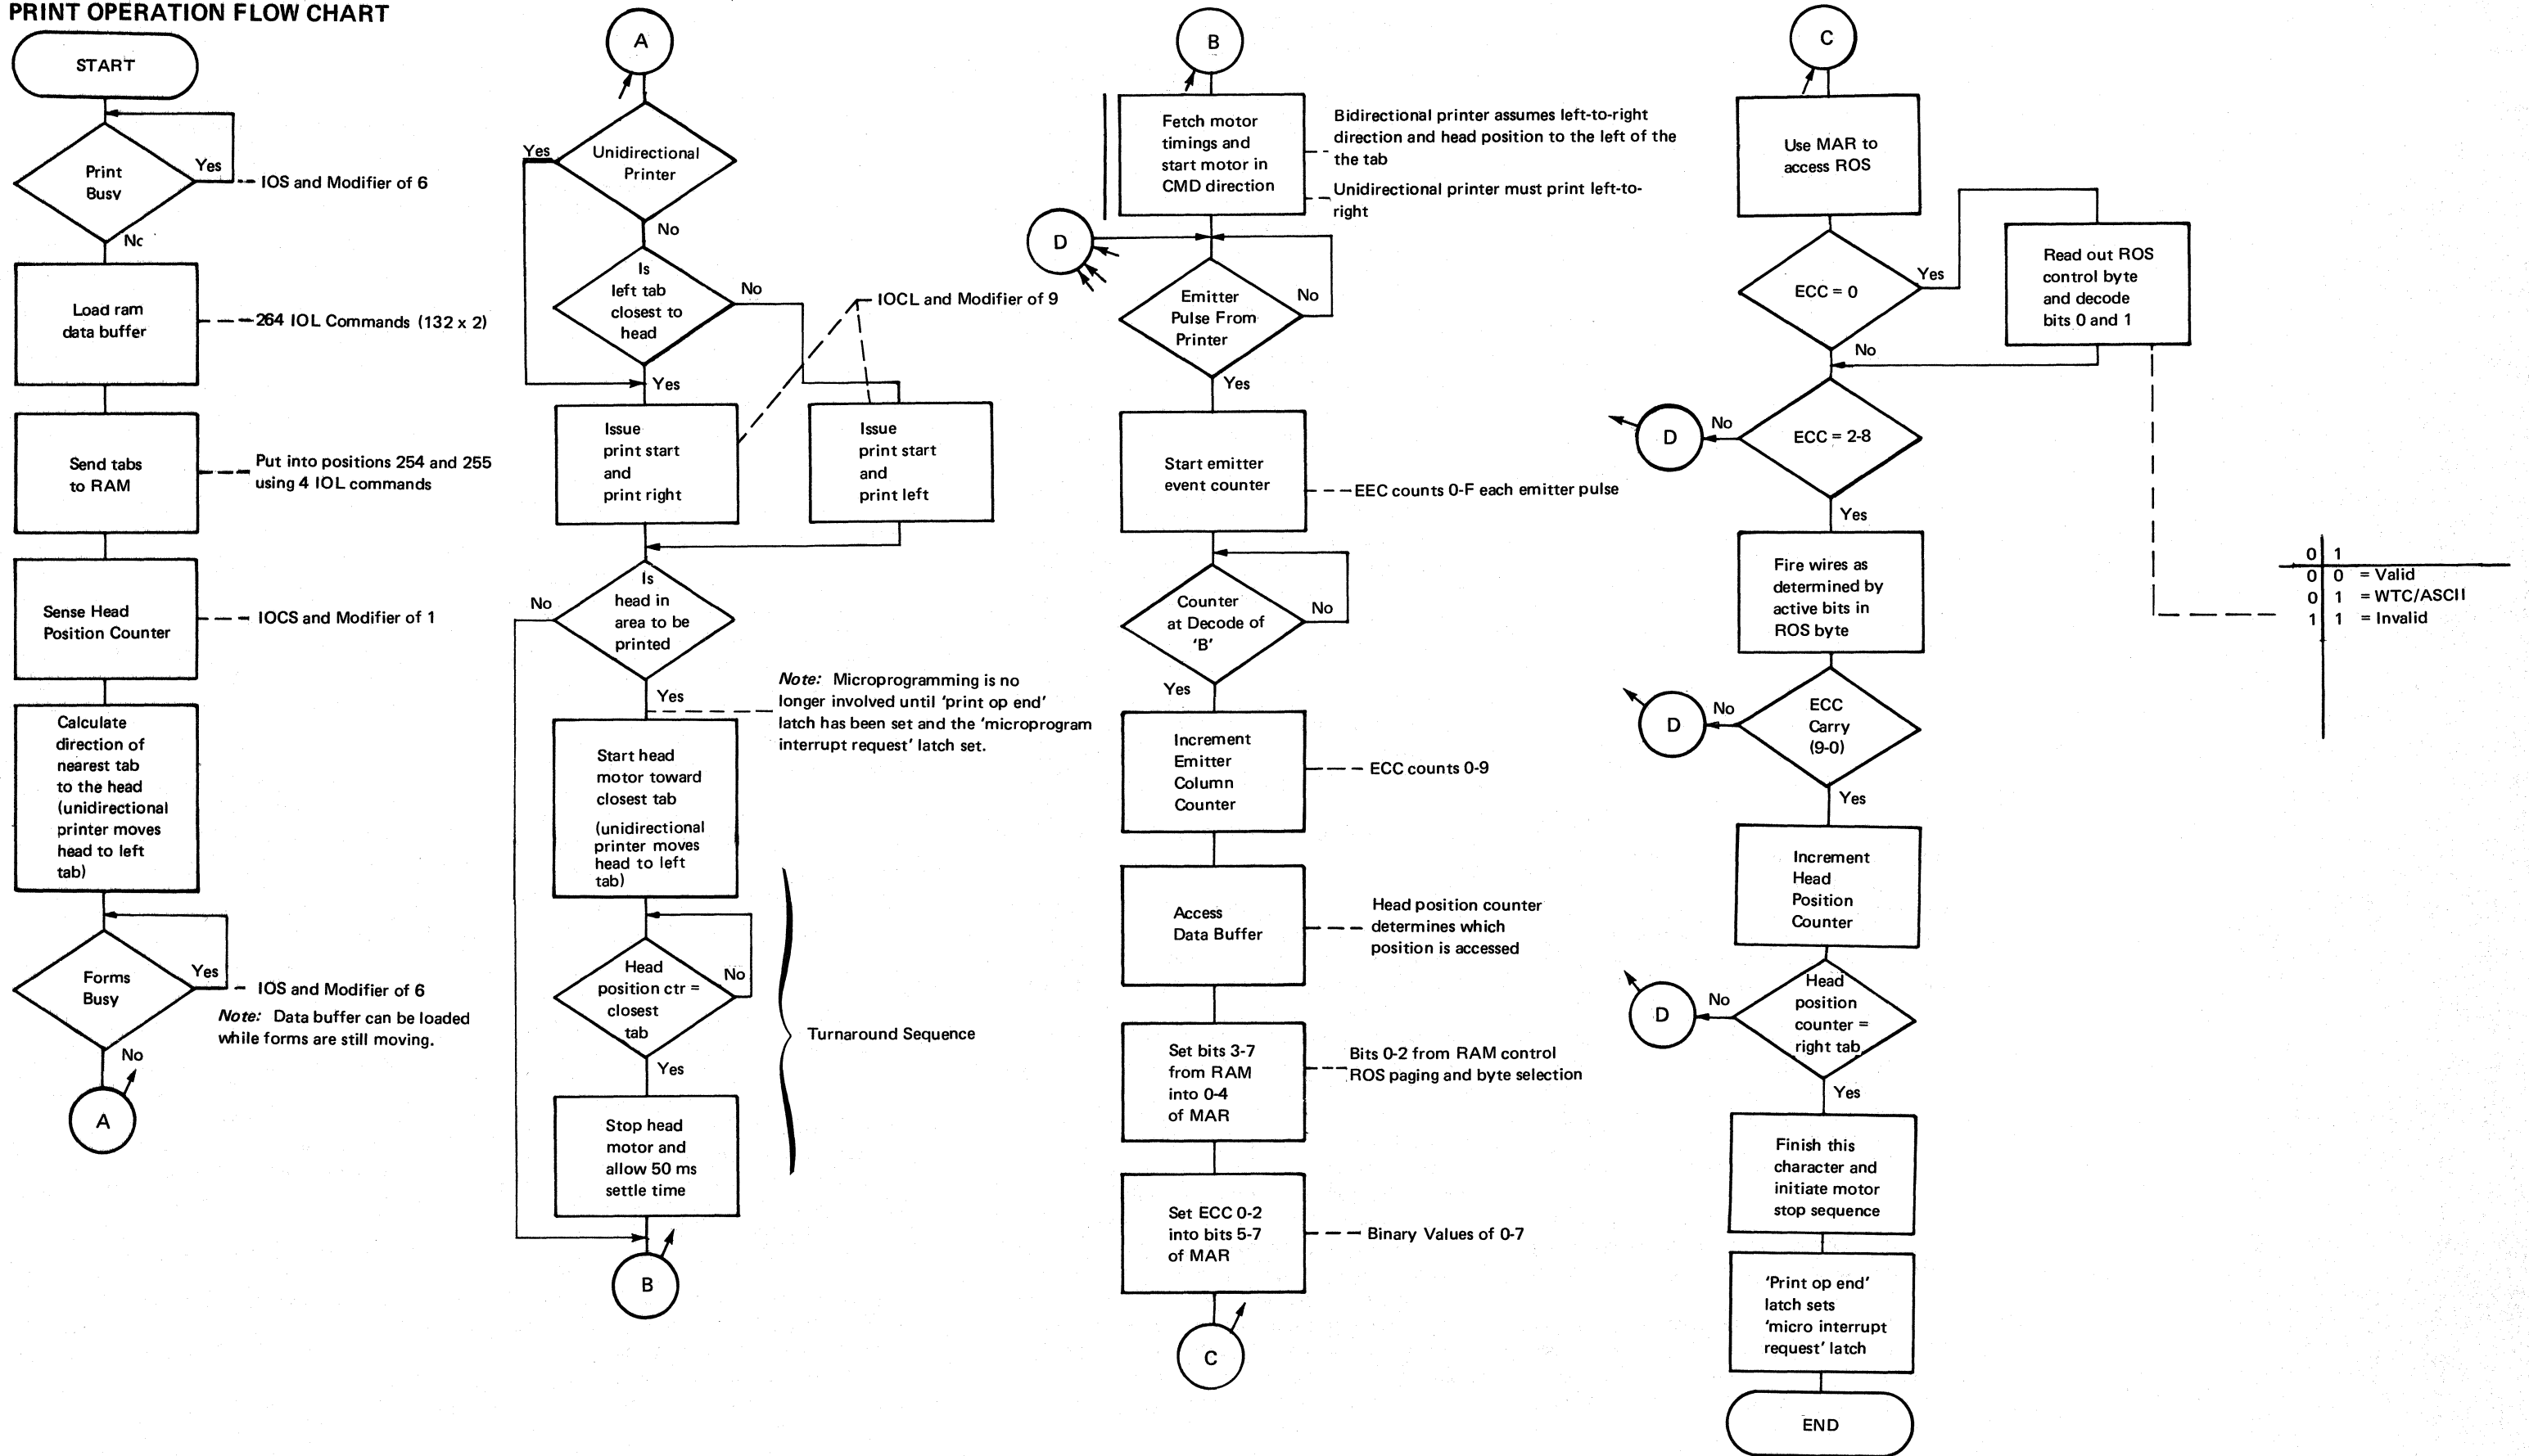 PRINT OPERATION FLOW CHART
START
Print
Busy
Yes
IOS and Modifier of 6
Nc
Load ram
data buffer
264 IOL Commands (132 x 2)
Send tabs
to RAM
Put into positions 254 and 255
using 4 IOL commands
Sense Head
Position Counter
IOCS and Modifier of 1
Calculate
direction of
nearest tab
to the head
(unidirectional
printer moves
head to left
tab)
Forms
Busy
Yes
IOS and Modifier of 6
Note: Data buffer can be loaded
while forms are still moving.
No
A
A
Unidirectional
Printer
Yes
No
Is
left tab
closest to
head
No
IOCL and Modifier of 9
Yes
Issue
print start
and
print right
Issue
print start
and
print left
Is
head in
area to be
printed
No
Yes
Note: Microprogramming is no
longer involved until 'print op end'
latch has been set and the 'microprogram
interrupt request' latch set.
Start head
motor toward
closest tab
(unidirectional
printer moves
head to left
tab)
Head
position ctr =
closest
tab
No
Yes
Turnaround Sequence
Stop head
motor and
allow 50 ms
settle time
B
B
Fetch motor
timings and
start motor in
CMD direction
Bidirectional printer assumes left-to-right
direction and head position to the left of the
the tab
Unidirectional printer must print left-to-
right
D
Emitter
Pulse From
Printer
No
Yes
Start emitter
event counter
EEC counts 0-F each emitter pulse
Counter
at Decode of
'B'
No
Yes
Increment
Emitter
Column
Counter
ECC counts 0-9
Access
Data Buffer
Head position counter
determines which
position is accessed
Set bits 3-7
from RAM
into 0-4
of MAR
Bits 0-2 from RAM control
ROS paging and byte selection
Set ECC 0-2
into bits 5-7
of MAR
Binary Values of 0-7
C
C
Use MAR to
access ROS
ECC = 0
Yes
Read out ROS
control byte
and decode
bits 0 and 1
No
ECC = 2-8
No
D
Yes
0 1
0 0 = Valid
0 1 = WTC/ASCII
1 1 = Invalid
Fire wires as
determined by
active bits in
ROS byte
ECC
Carry
(9-0)
No
D
Yes
Increment
Head
Position
Counter
Head
position
counter =
right tab
No
D
Yes
Finish this
character and
initiate motor
stop sequence
'Print op end'
latch sets
'micro interrupt
request' latch
END